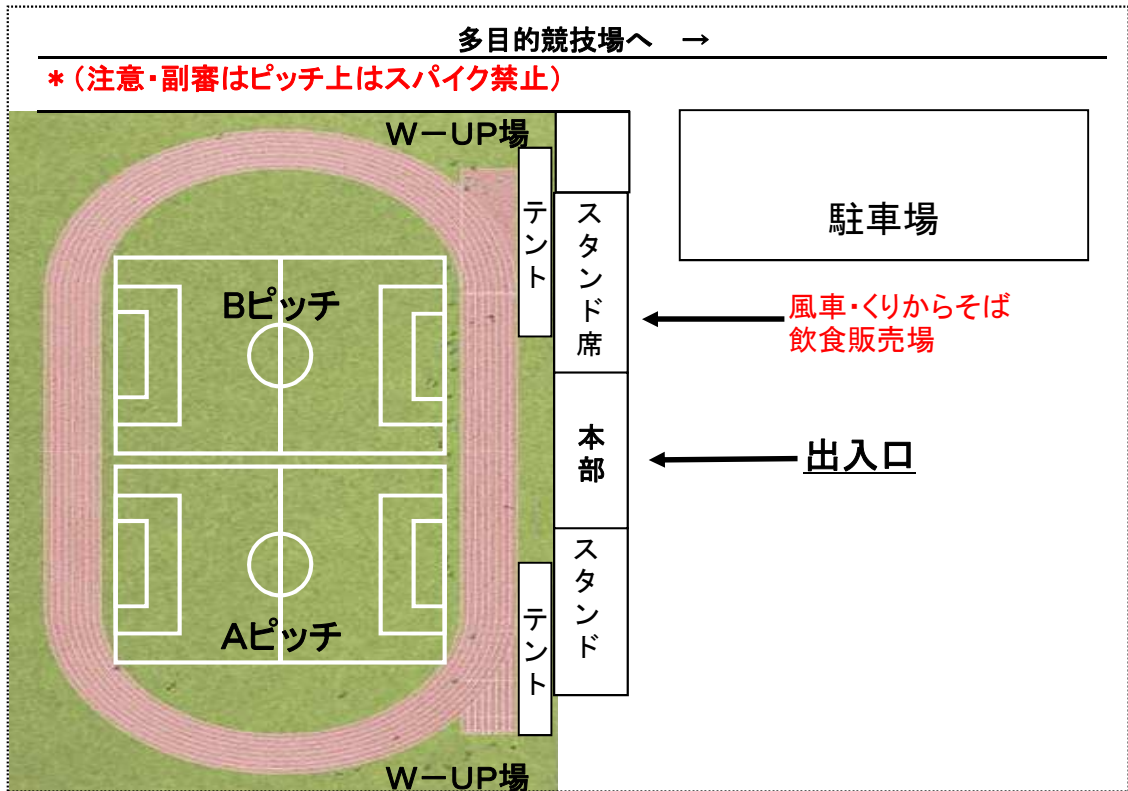 多目的競技場へ　→
＊（注意・副審はピッチ上はスパイク禁止）
W－UP場
テント
スタンド席
駐車場
Bピッチ
風車・くりからそば
飲食販売場
本部
出入口
スタンド
テント
Aピッチ
W－UP場